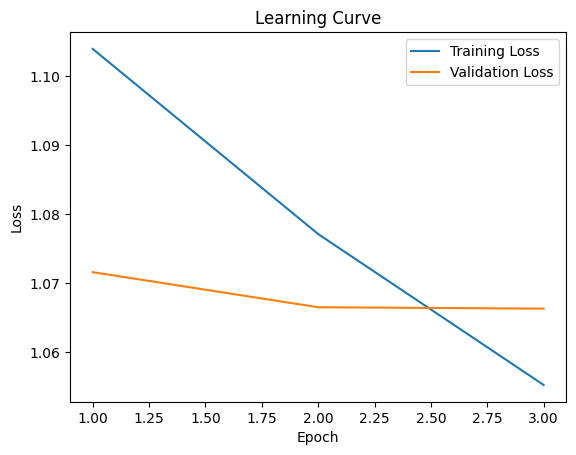 Learning Curve
Training Loss
Validation Loss
1.10
1.09
1.08
1.07
1.06
Loss
1.00 1.25 1.50 1.75 2.00 2.25 2.50 2.75 3.00
Epoch